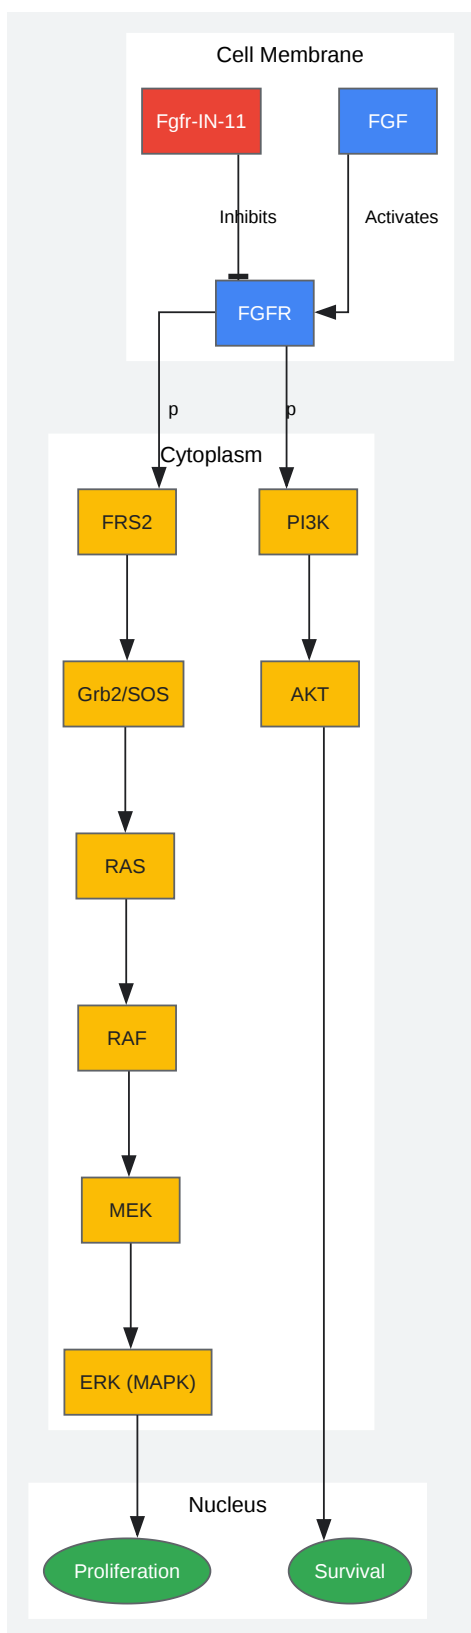 Cell Membrane
Fgfr-IN-11
FGF
Inhibits
Activates
FGFR
p
p
Cytoplasm
FRS2
PI3K
Grb2/SOS
AKT
RAS
RAF
MEK
ERK (MAPK)
Nucleus
Proliferation
Survival